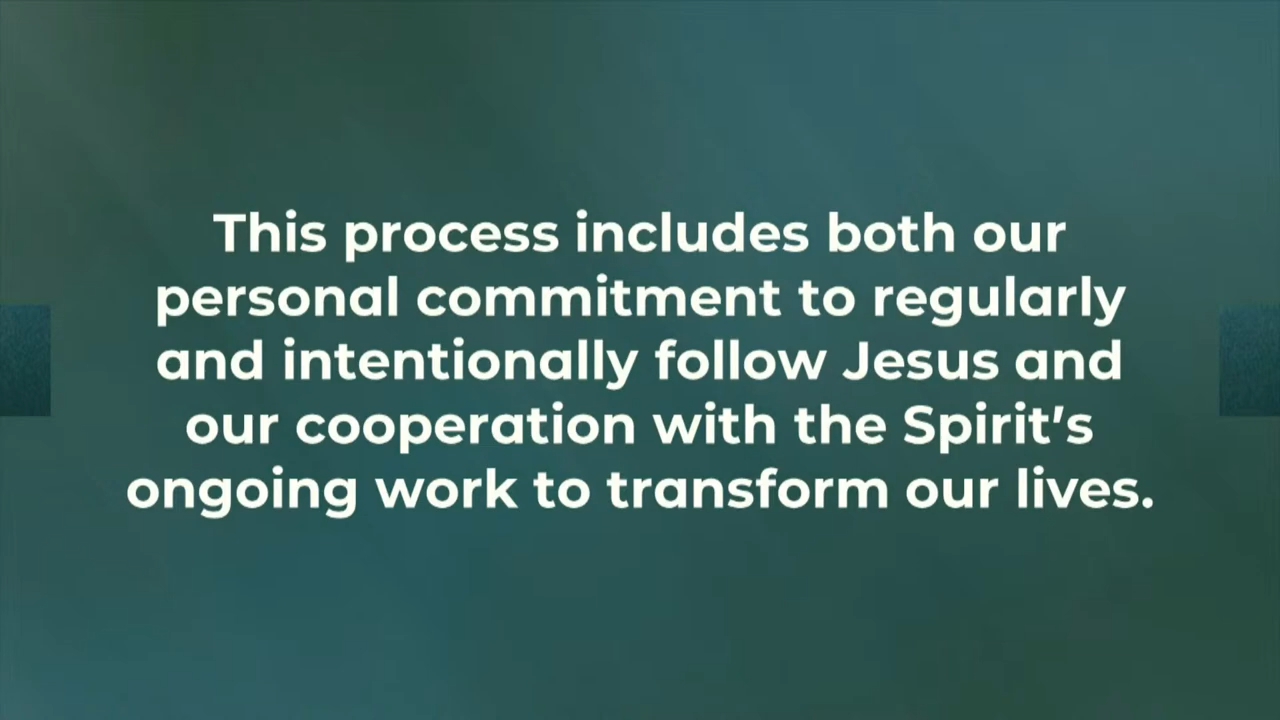 This process includes both our
personal commitment to regularly
and intentionally follow Jesus and
our cooperation with the Spirit's
ongoing work to transform our lives.